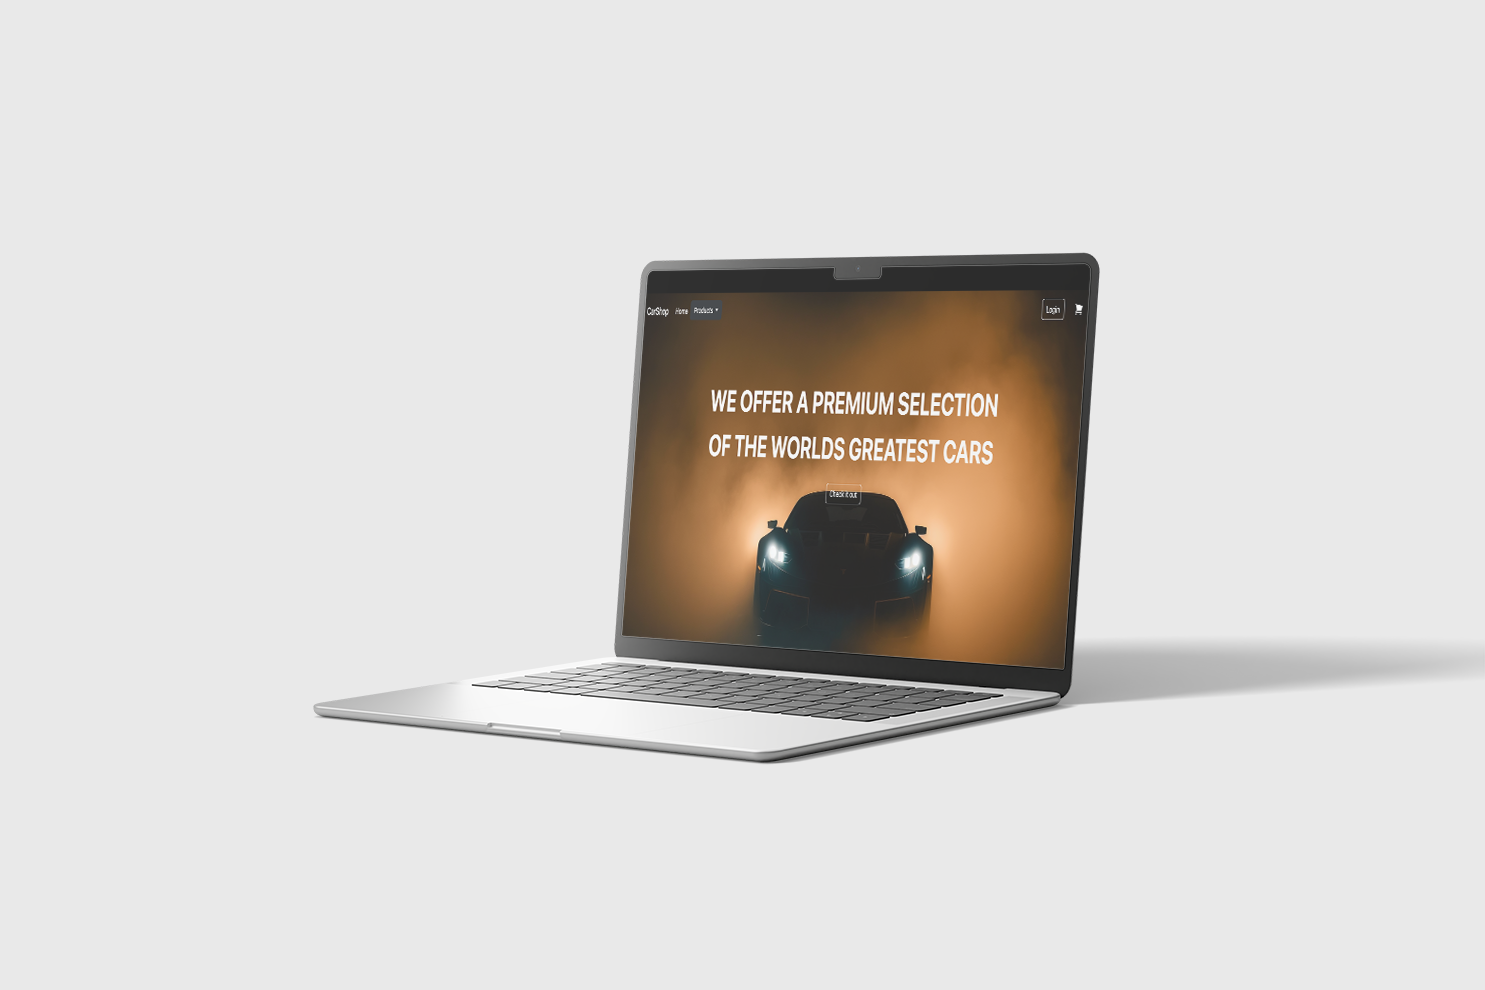 CarShop Home Products Login
WE OFFER A PREMIUM SELECTION
OF THE WORLDS GREATEST CARS
Check it out